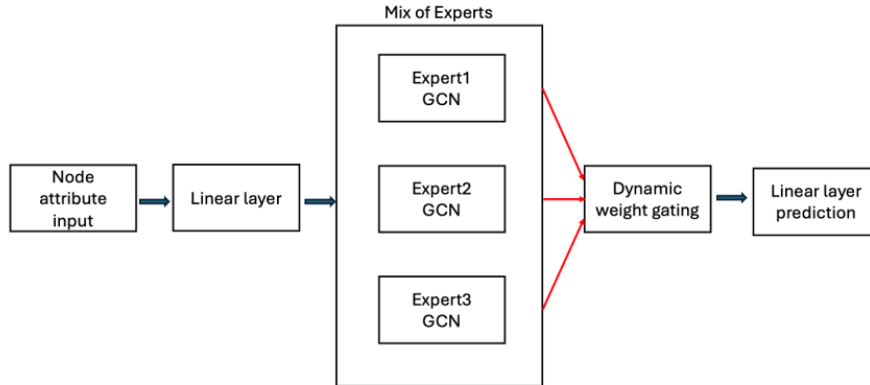 Mix of Experts
Node
attribute
input
Linear layer
Expert1
GCN
Expert2
GCN
Expert3
GCN
Dynamic
weight gating
Linear layer
prediction